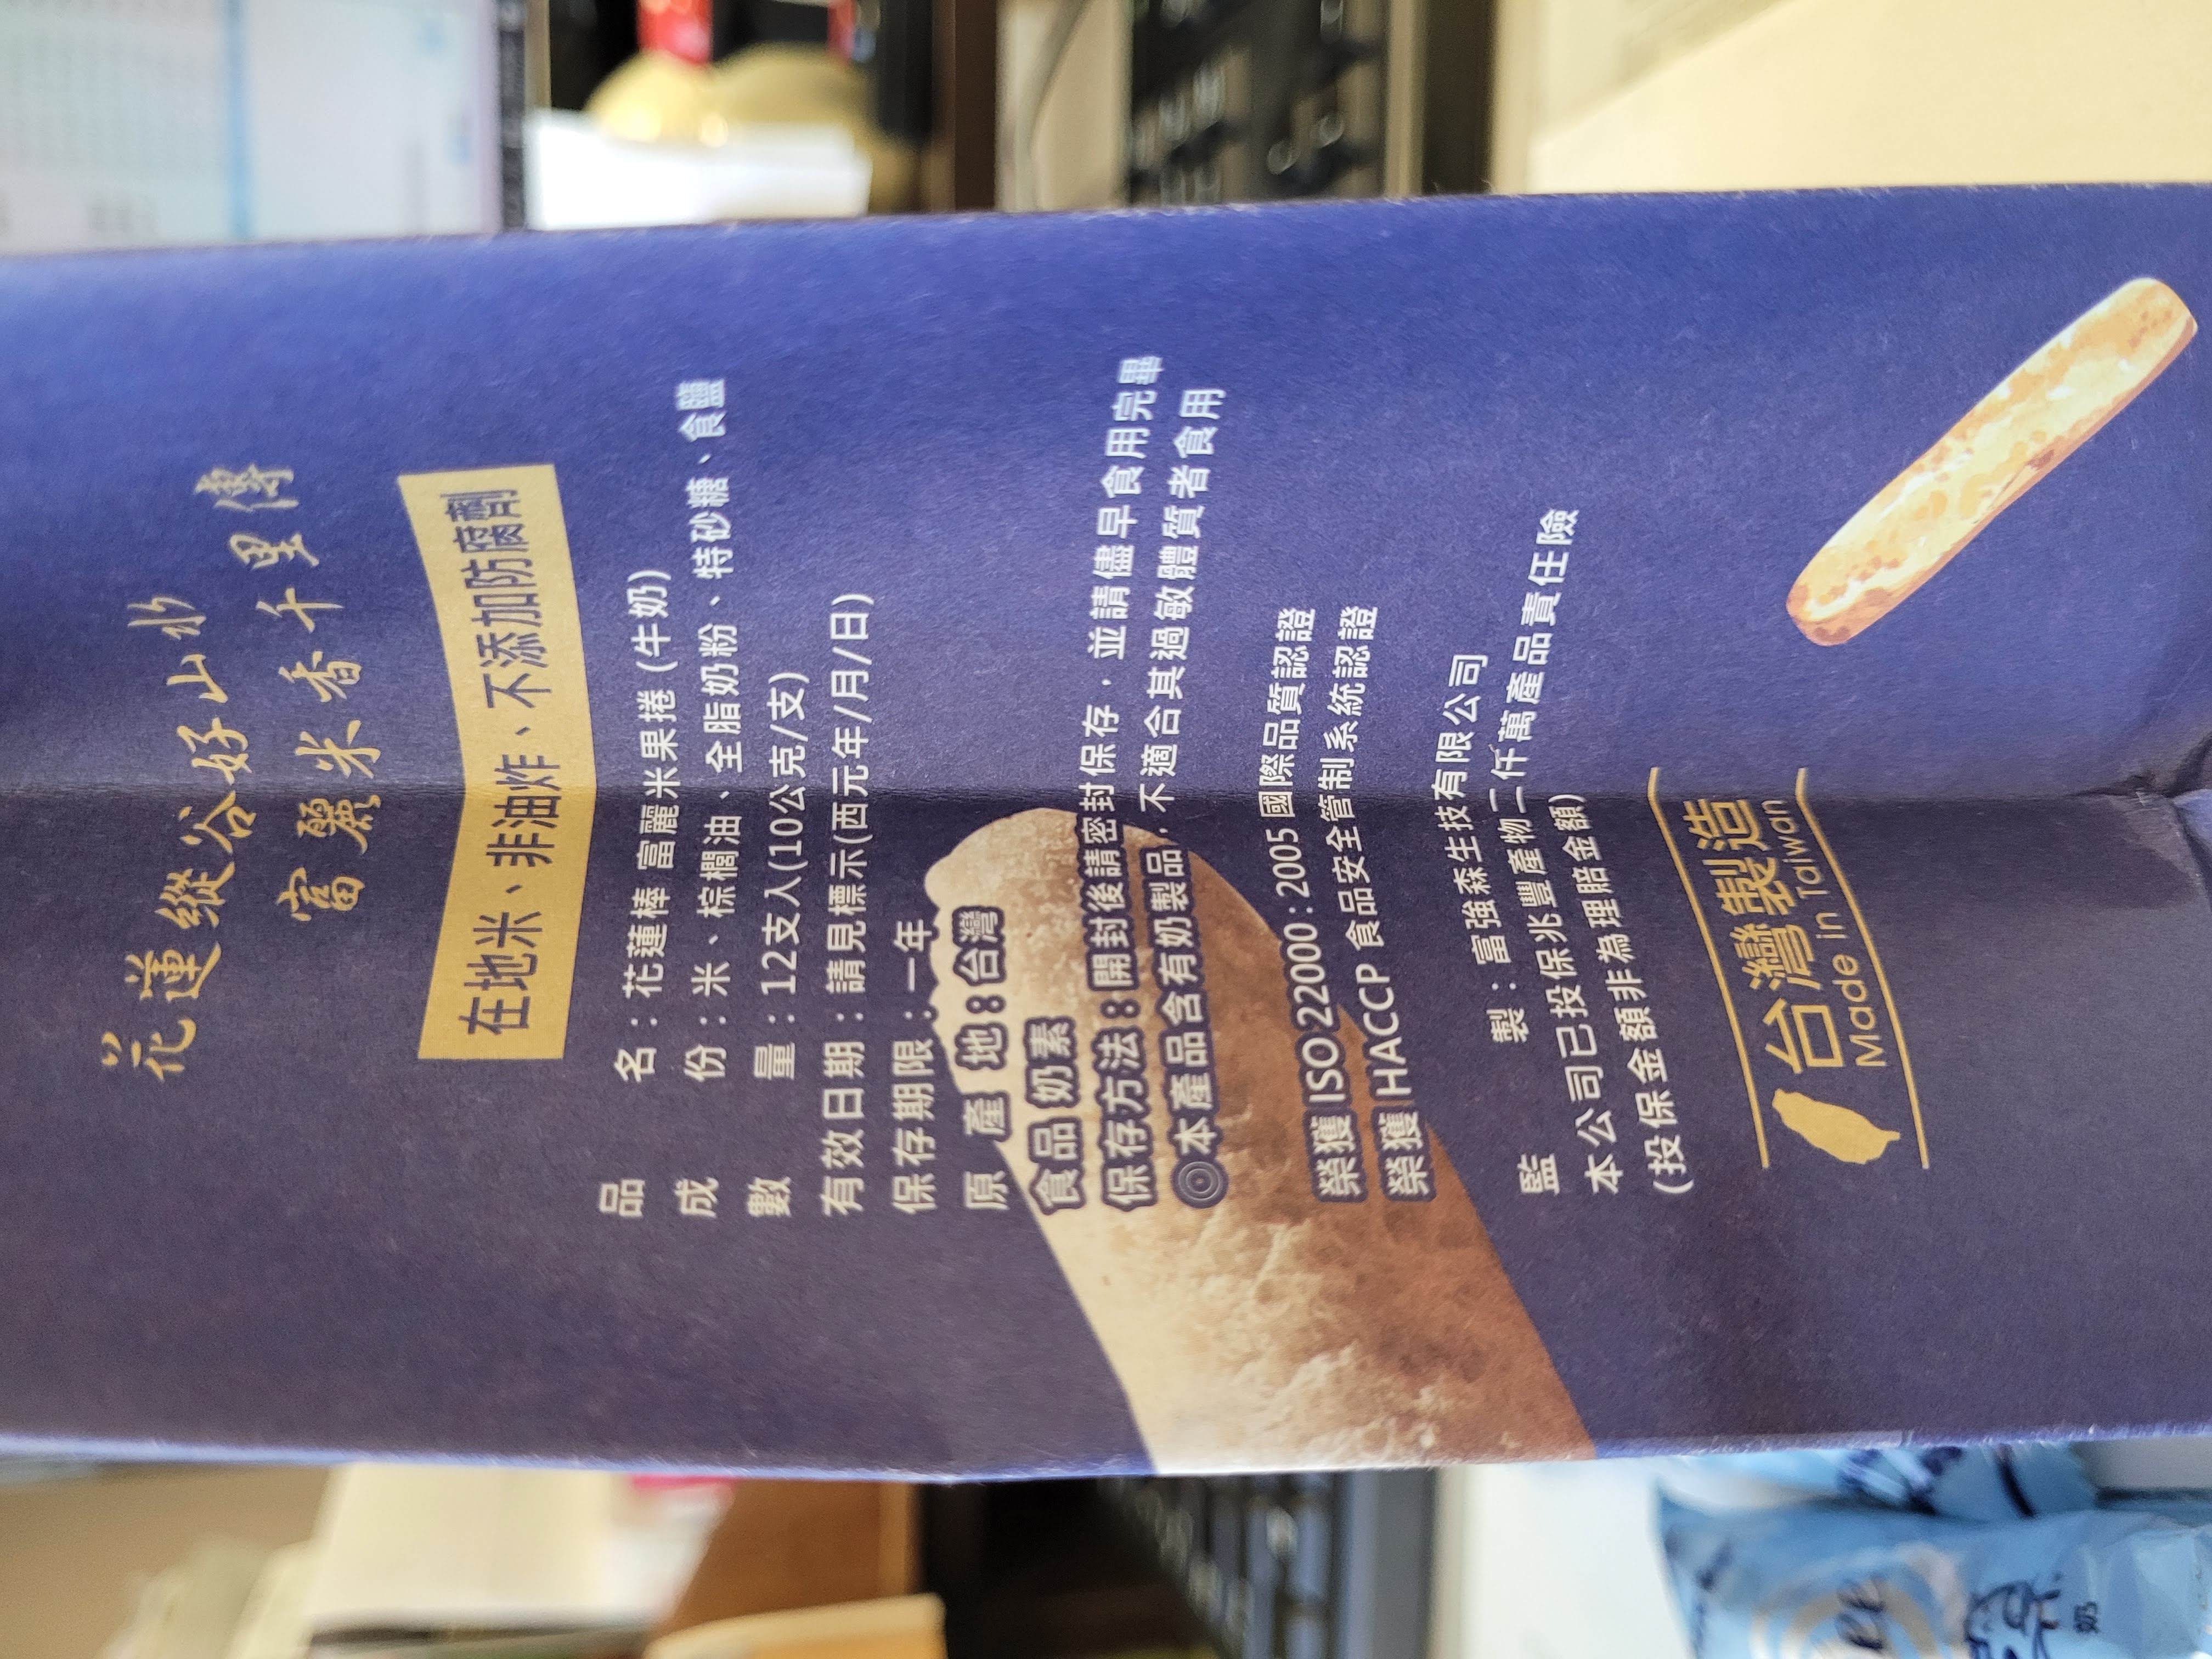 花蓮縱谷好山水
富麗米香千里傳
在地米、非油炸、不添加防腐劑
品名：花蓮棒 富麗米果捲 (牛奶)
成份：米、棕櫚油、全脂奶粉、特砂糖、食鹽
數量：12支入(10公克/支)
有效日期：請見標示(西元年/月/日)
保存期限：一年
原產地：台灣
食品奶素
保存方法：開封後請密封保存，並請儘早食用完畢
◎本產品含有奶製品，不適合其過敏體質者食用
榮獲 ISO22000：2005 國際品質認證
榮獲 HACCP 食品安全管制系統認證
監製：富強森生技有限公司
本公司已投保兆豐產物二仟萬產品責任險
(投保金額非為理賠金額)
台灣製造
Made in Taiwan
奶